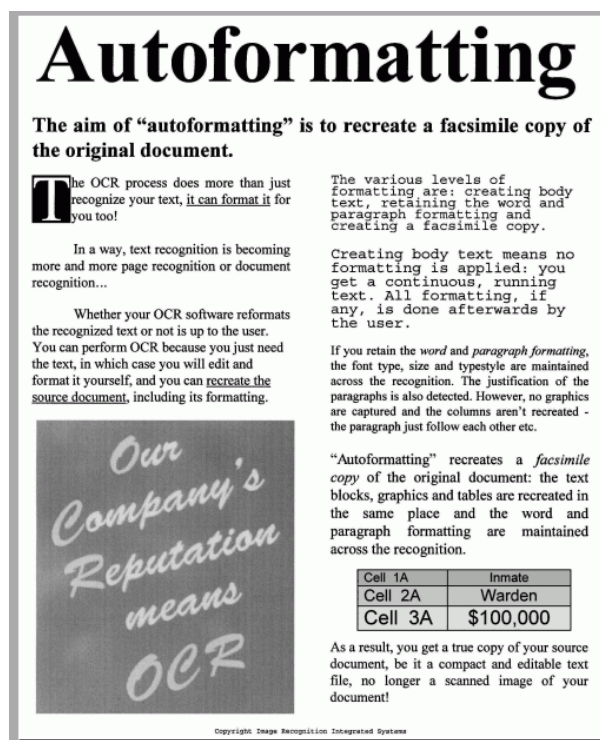 Autoformatting
The aim of “autoformatting” is to recreate a facsimile copy of
the original document.
The OCR process does more than just
recognize your text, it can format it for
you too!
In a way, text recognition is becoming
more and more page recognition or document
recognition...
Whether your OCR software reformats
the recognized text or not is up to the user.
You can perform OCR because you just need
the text, in which case you will edit and
format it yourself, and you can recreate the
source document, including its formatting.
Our
Company's
Reputation
means
OCR
The various levels of
formatting are: creating body
text, retaining the word and
paragraph formatting and
creating a facsimile copy.
Creating body text means no
formatting is applied: you
get a continuous, running
text. All formatting, if
any, is done afterwards by
the user.
If you retain the word and paragraph formatting,
the font type, size and typestyle are maintained
across the recognition. The justification of the
paragraphs is also detected. However, no graphics
are captured and the columns aren’t recreated -
the paragraph just follow each other etc.
“Autoformatting” recreates a facsimile
copy of the original document: the text
blocks, graphics and tables are recreated in
the same place and the word and
paragraph formatting are maintained
across the recognition.
Cell 1A Inmate
Cell 2A Warden
Cell 3A $100,000
As a result, you get a true copy of your source
document, be it a compact and editable text
file, no longer a scanned image of your
document!
Copyright Image Recognition Integrated Systems